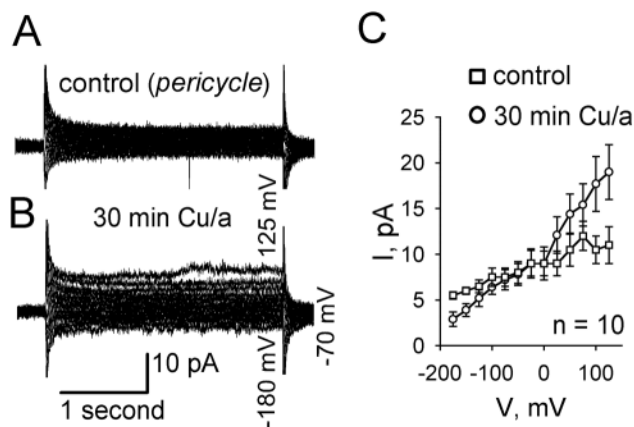 A
control (pericycle)
B
30 min Cu/a
125 mV
-70 mV
-180 mV
10 pA
1 second
C
control
30 min Cu/a
25
20
15
10
5
0
I, pA
n = 10
-200 -100 0 100
V, mV